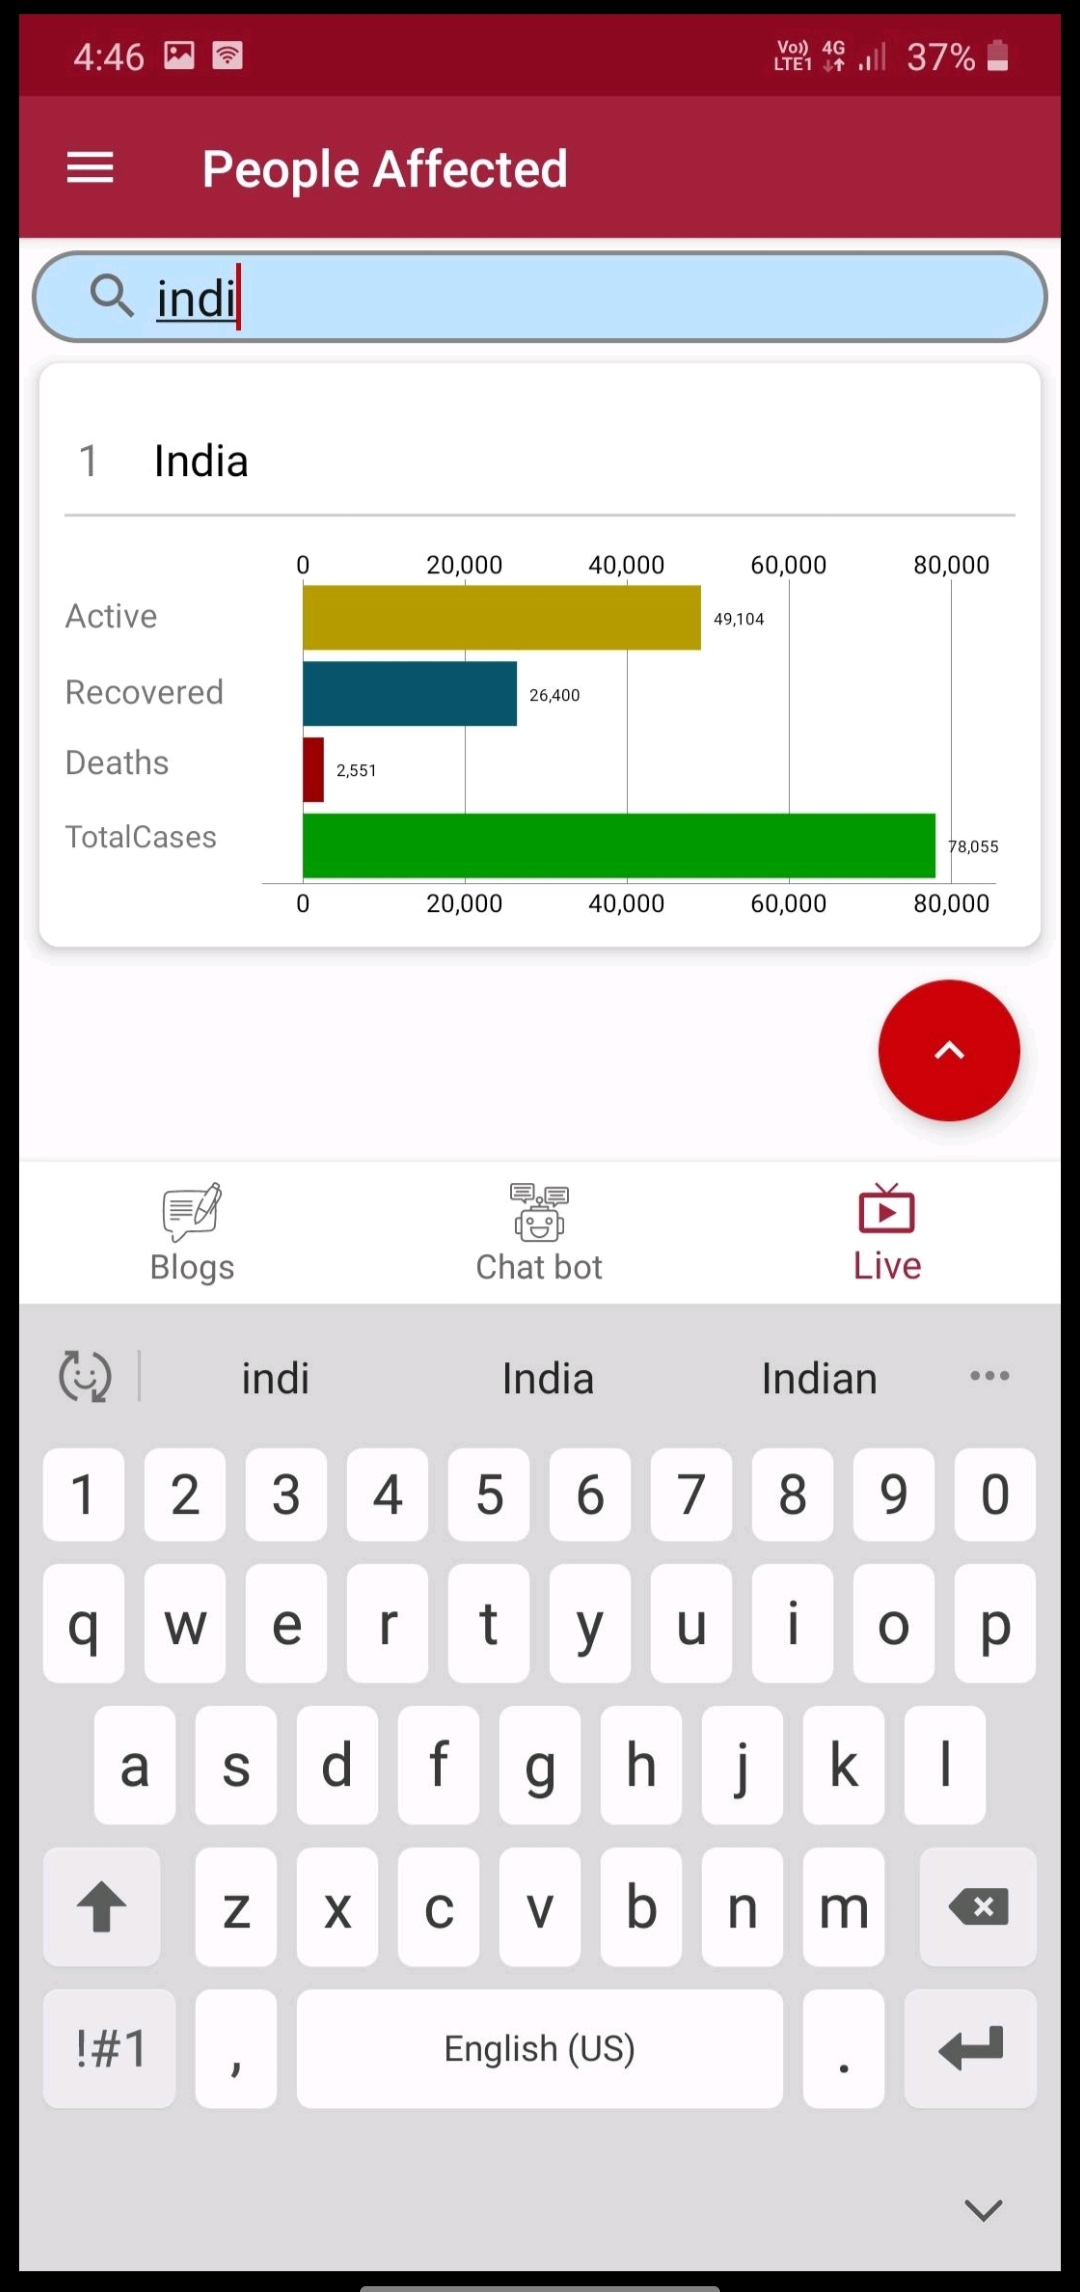 4:46 Vo)) LTE1 4G 37%
People Affected
indi
1 India
0 20,000 40,000 60,000 80,000
Active 49,104
Recovered 26,400
Deaths 2,551
TotalCases 78,055
0 20,000 40,000 60,000 80,000
Blogs Chat bot Live
indi India Indian
1 2 3 4 5 6 7 8 9 0
q w e r t y u i o p
a s d f g h j k l
z x c v b n m
!#1 , English (US) .